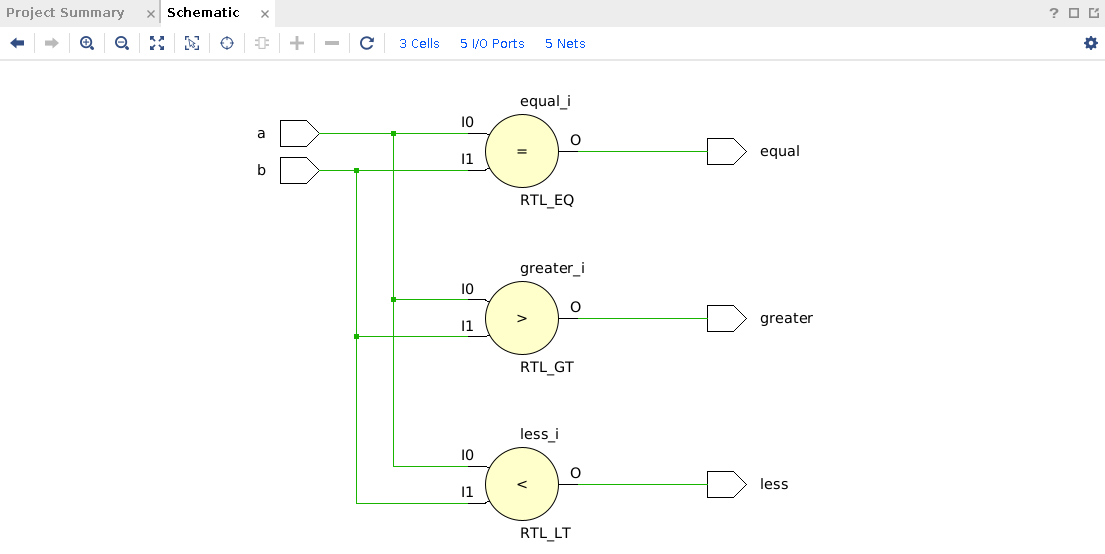 Project Summary × Schematic × ?
3 Cells 5 I/O Ports 5 Nets
equal_i
a I0 = O equal
b I1
RTL_EQ
greater_i
I0 > O greater
I1
RTL_GT
less_i
I0 < O less
I1
RTL_LT